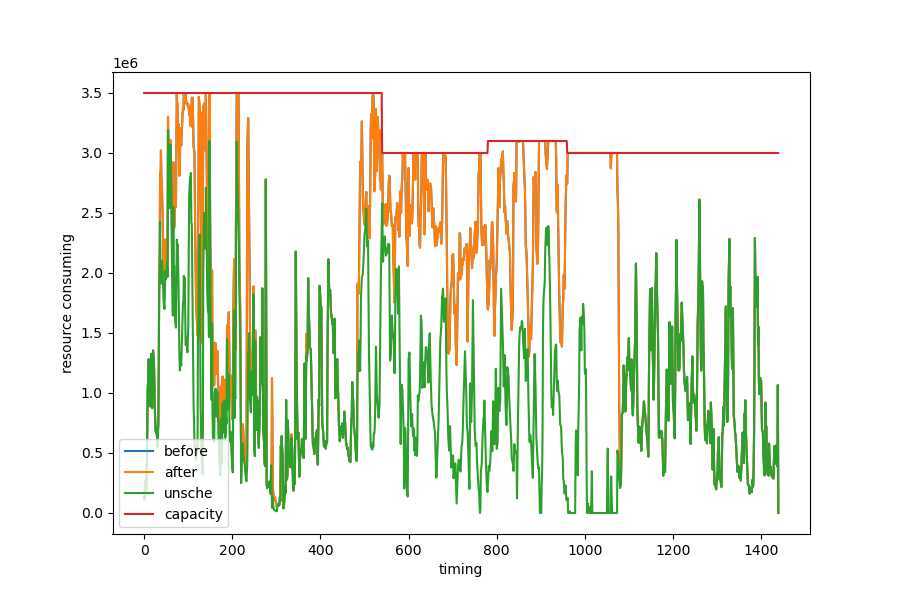 1e6
3.5
3.0
2.5
2.0
1.5
1.0
0.5
0.0
resource consuming
before
after
unsche
capacity
0 200 400 600 800 1000 1200 1400
timing